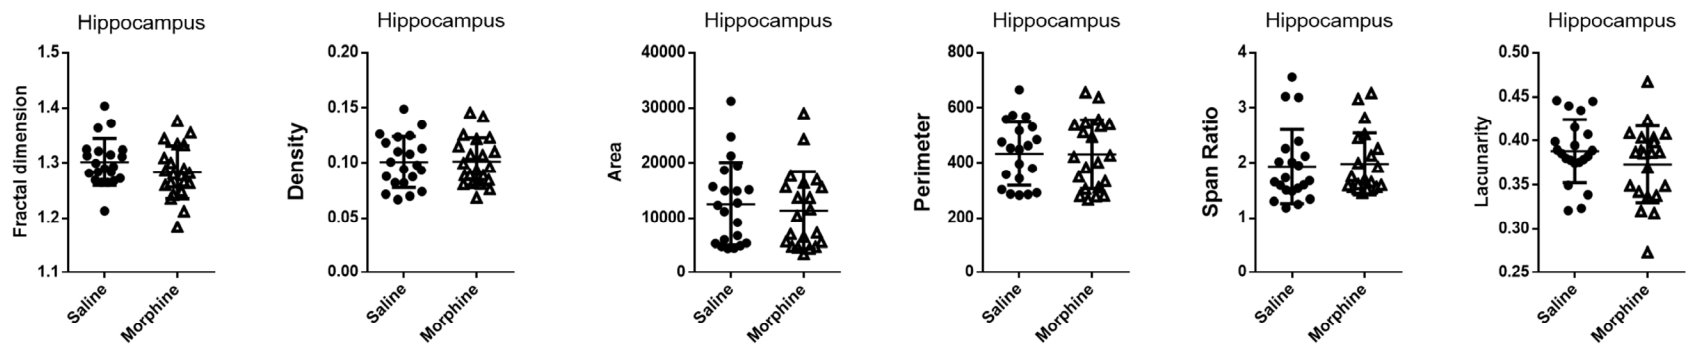 Hippocampus
Fractal dimension
1.5
1.4
1.3
1.2
1.1
Saline
Morphine
Hippocampus
Density
0.20
0.15
0.10
0.05
0.00
Saline
Morphine
Hippocampus
Area
40000
30000
20000
10000
0
Saline
Morphine
Hippocampus
Perimeter
800
600
400
200
0
Saline
Morphine
Hippocampus
Span Ratio
4
3
2
1
0
Saline
Morphine
Hippocampus
Lacunarity
0.50
0.45
0.40
0.35
0.30
0.25
Saline
Morphine